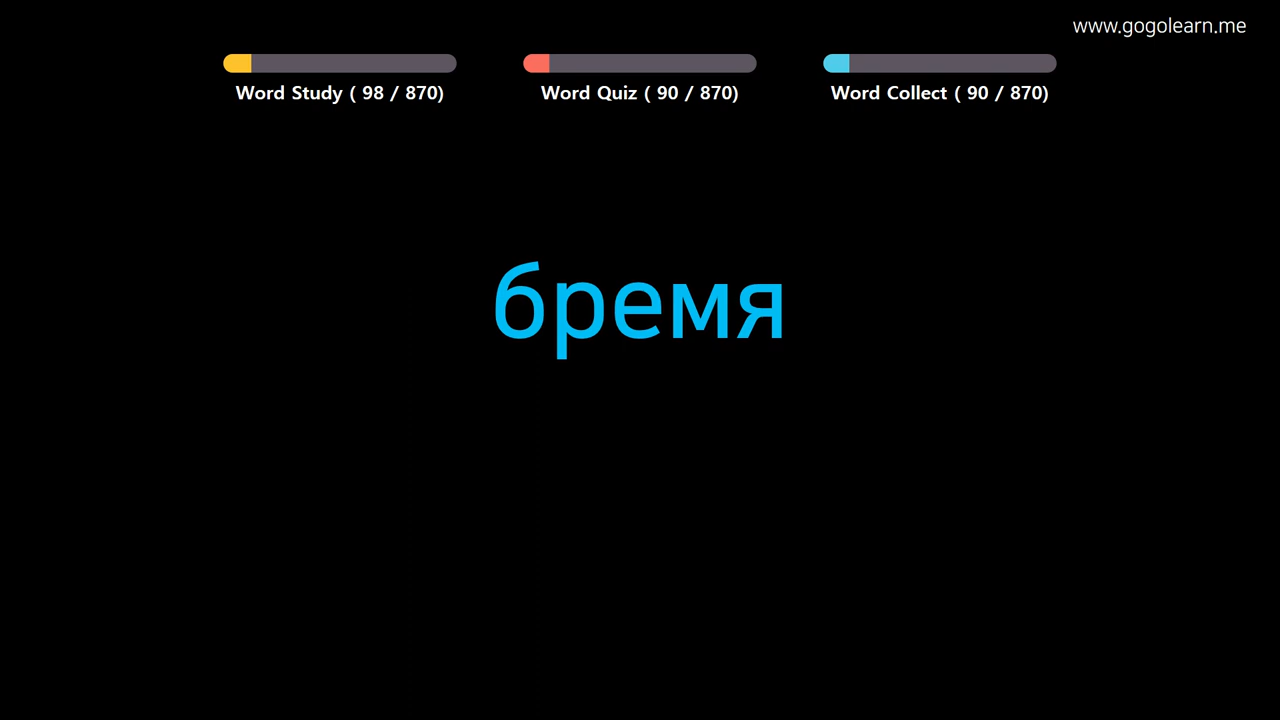 www.gogolearn.me
Word Study ( 98 / 870)
Word Quiz ( 90 / 870)
Word Collect ( 90 / 870)
бремя